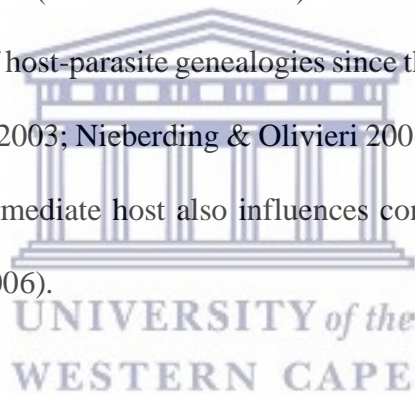 host-parasite genealogies since th
2003; Nieberding & Olivieri 200
mediate host also influences con
006).
UNIVERSITY of the
WESTERN CAPE